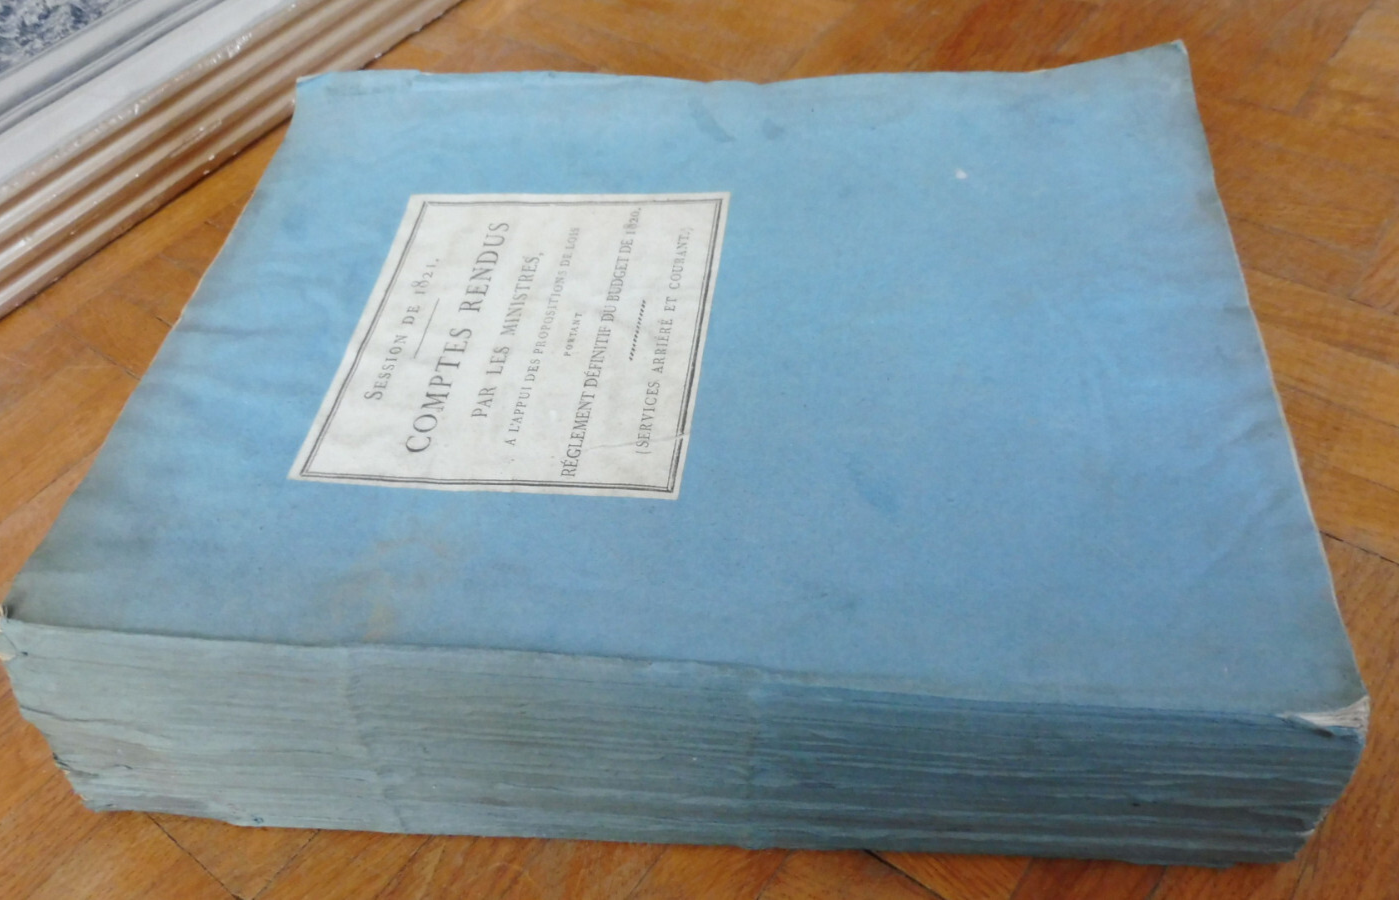 SESSION DE 1821.
COMPTES RENDUS
PAR LES MINISTRES,
A L'APPUI DES PROPOSITIONS DE LOIS
PORTANT
RÉGLEMENT DÉFINITIF DU BUDGET DE 1820.
(SERVICES ARRIÉRÉ ET COURANT.)